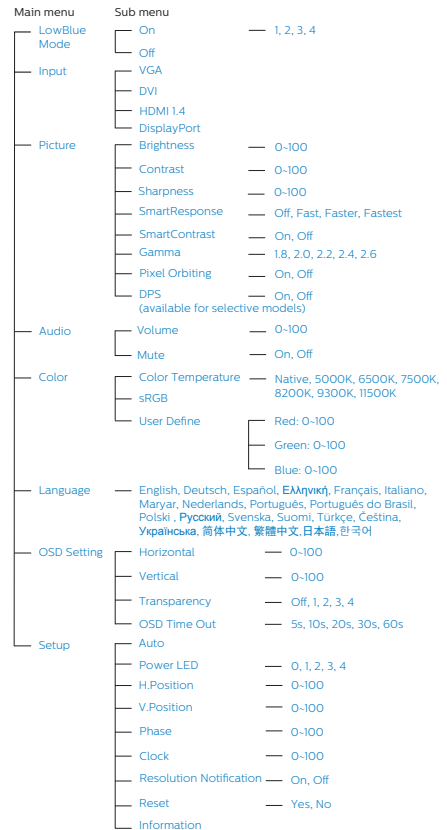 Main menu Sub menu
LowBlue Mode On 1, 2, 3, 4
Off
Input VGA
DVI
HDMI 1.4
DisplayPort
Picture Brightness 0~100
Contrast 0~100
Sharpness 0~100
SmartResponse Off, Fast, Faster, Fastest
SmartContrast On, Off
Gamma 1.8, 2.0, 2.2, 2.4, 2.6
Pixel Orbiting On, Off
DPS On, Off
(available for selective models)
Audio Volume 0~100
Mute On, Off
Color Color Temperature Native, 5000K, 6500K, 7500K,
8200K, 9300K, 11500K
sRGB
User Define Red: 0~100
Green: 0~100
Blue: 0~100
Language English, Deutsch, Español, Ελληνική, Français, Italiano,
Maryar, Nederlands, Português, Português do Brasil,
Polski , Русский, Svenska, Suomi, Türkçe, Čeština,
Українська, 简体中文, 繁體中文,日本語,한국어
OSD Setting Horizontal 0~100
Vertical 0~100
Transparency Off, 1, 2, 3, 4
OSD Time Out 5s, 10s, 20s, 30s, 60s
Setup Auto
Power LED 0, 1, 2, 3, 4
H.Position 0~100
V.Position 0~100
Phase 0~100
Clock 0~100
Resolution Notification On, Off
Reset Yes, No
Information